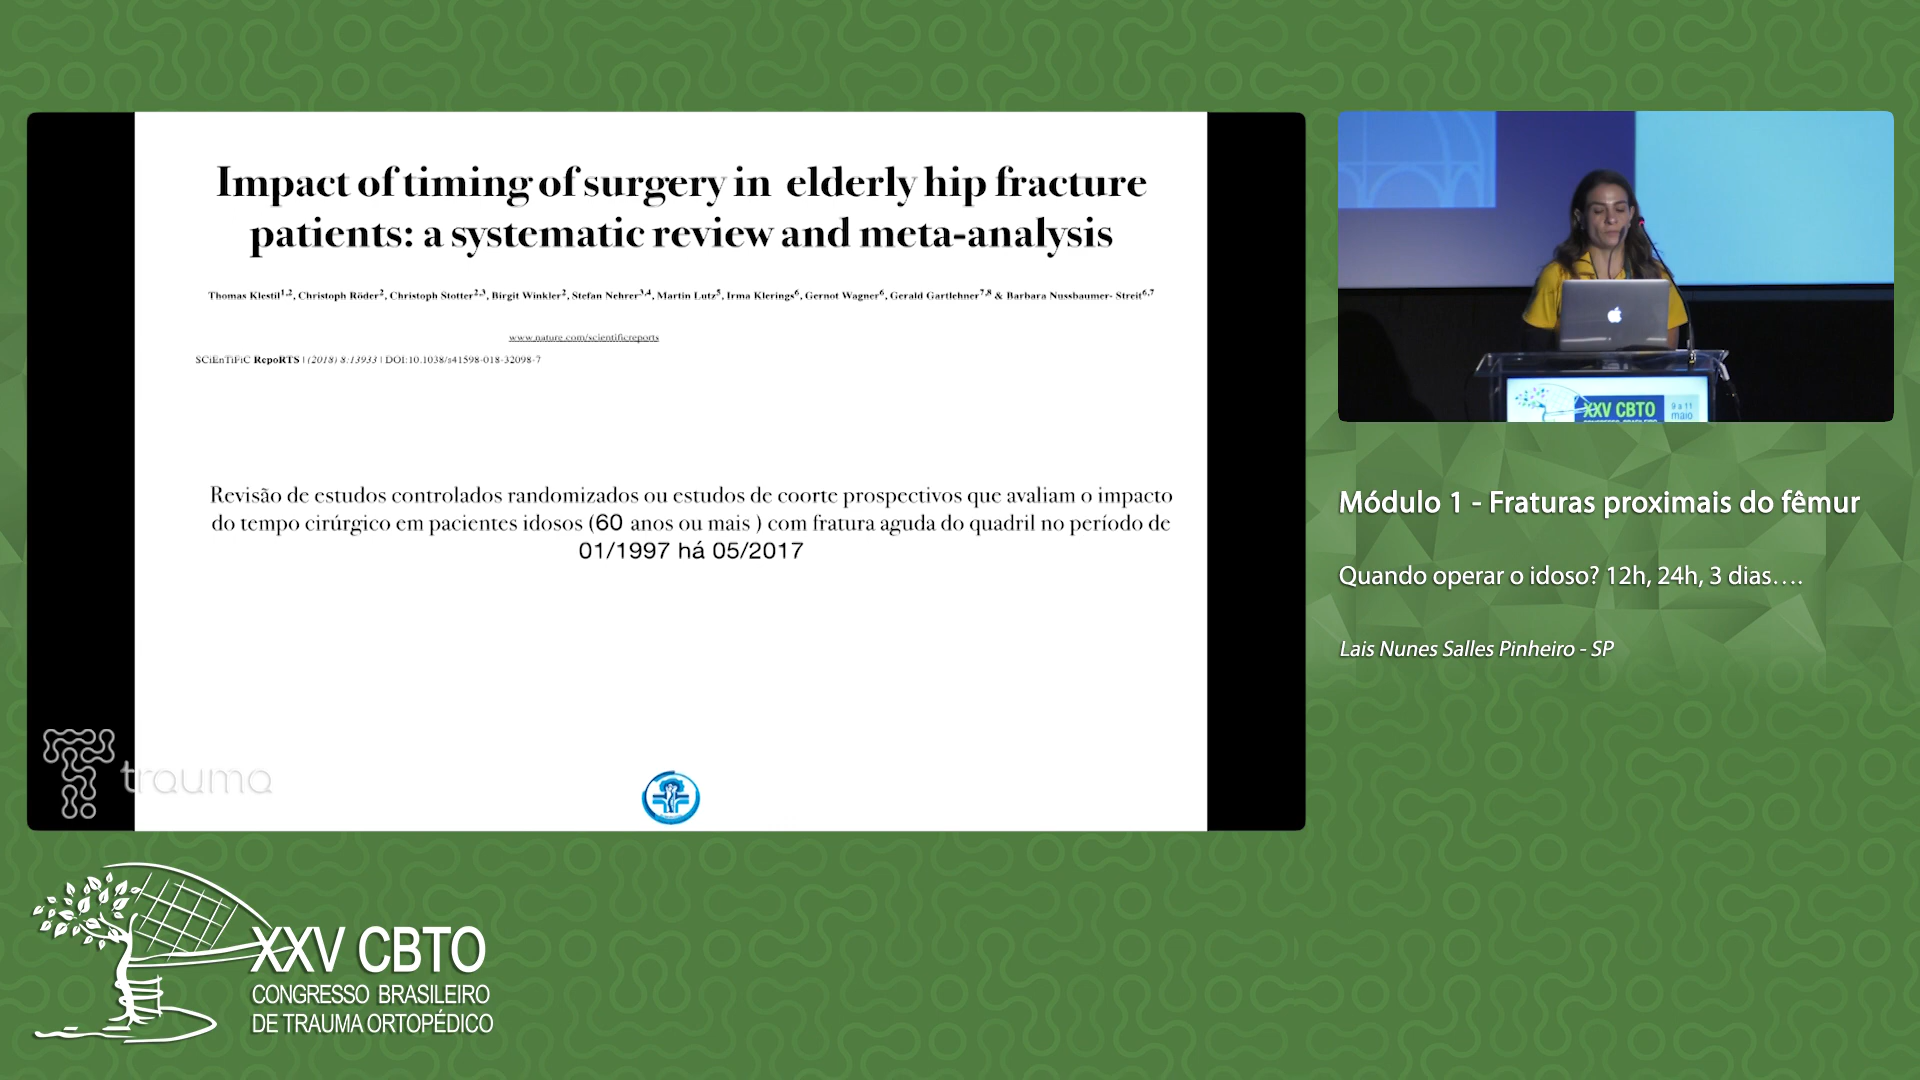 Impact of timing of surgery in elderly hip fracture
patients: a systematic review and meta-analysis
Thomas Klestil1,2, Christoph Röder2, Christoph Stotter2,3, Birgit Winkler2, Stefan Nehrer3,4, Martin Lutz5, Irma Klerings6, Gernot Wagner6, Gerald Gartlehner7,8 & Barbara Nussbaumer- Streit6,7
www.nature.com/scientificreports
SCiEnTiFiC RepoRTS | (2018) 8:13933 | DOI:10.1038/s41598-018-32098-7
Revisão de estudos controlados randomizados ou estudos de coorte prospectivos que avaliam o impacto
do tempo cirúrgico em pacientes idosos (60 anos ou mais ) com fratura aguda do quadril no período de
01/1997 há 05/2017
trauma
XXV CBTO
CONGRESSO BRASILEIRO
9 a 11
maio
Módulo 1 - Fraturas proximais do fêmur
Quando operar o idoso? 12h, 24h, 3 dias….
Lais Nunes Salles Pinheiro - SP
XXV CBTO
CONGRESSO BRASILEIRO
DE TRAUMA ORTOPÉDICO